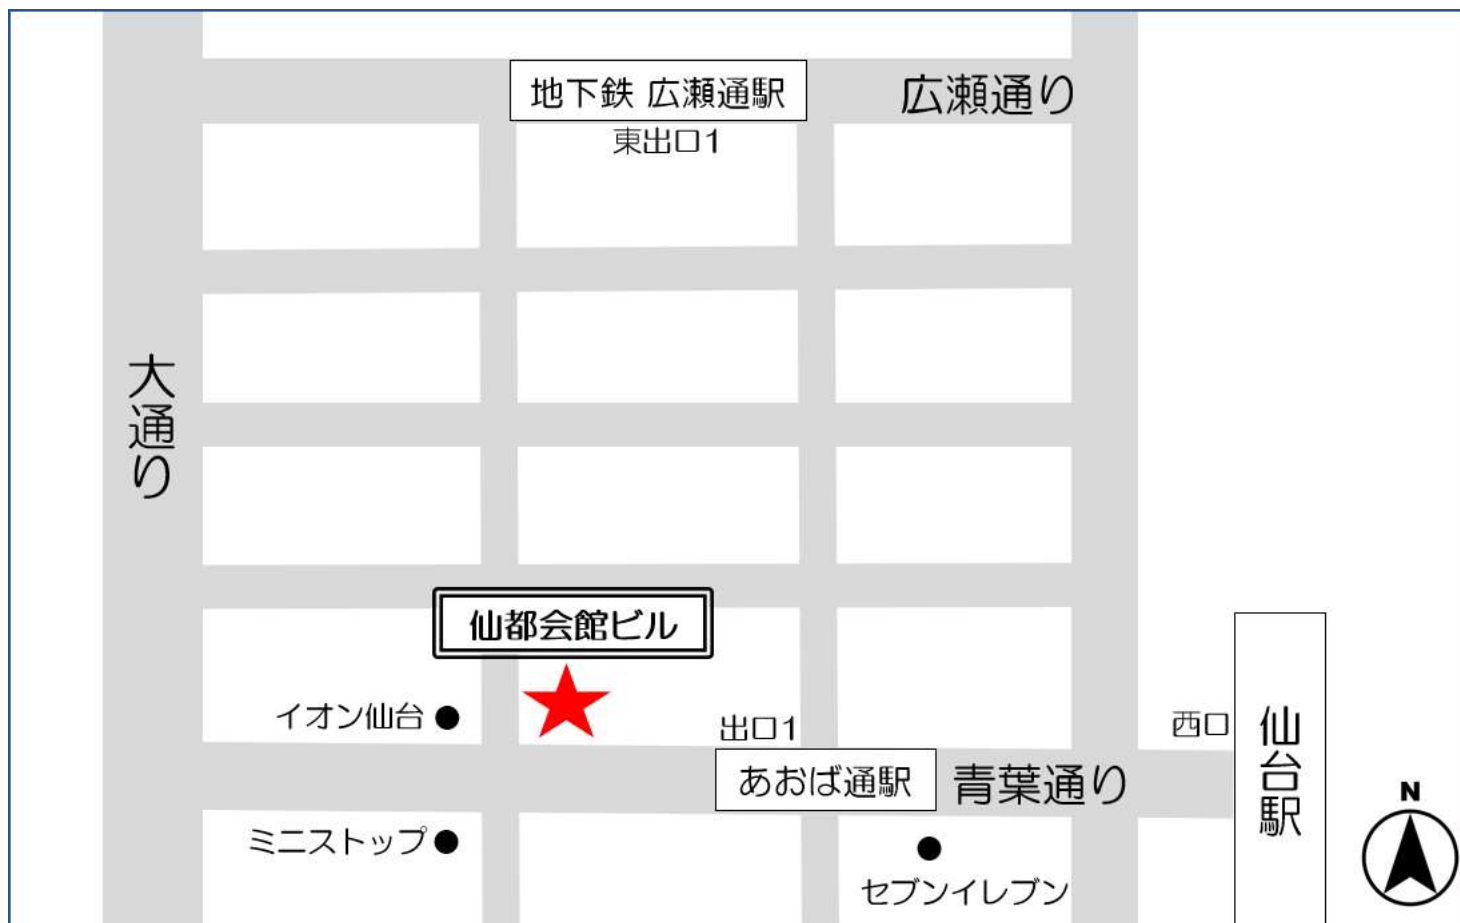 地下鉄 広瀬通駅
広瀬通り
東出口1
大通り
仙都会館ビル
イオン仙台
出口1
西口
仙台駅
あおば通駅
青葉通り
N
ミニストップ
セブンイレブン